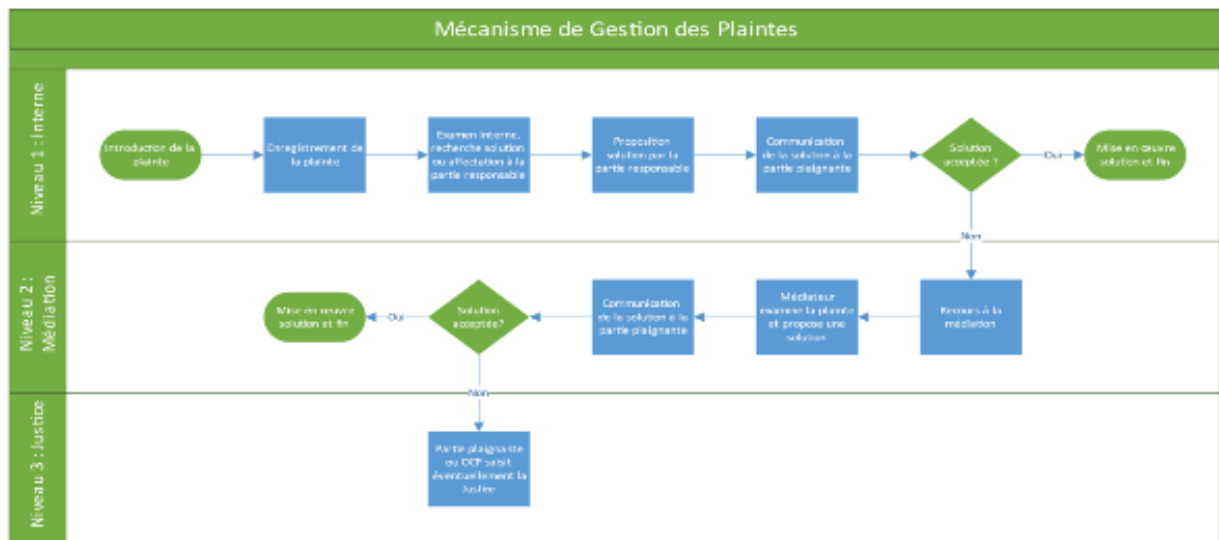 Mécanisme de Gestion des Plaintes
Niveau 1 : Interne
Introduction de la
plainte
Enregistrement de
la plainte
Examen interne,
recherche solution
ou affectation à la
partie responsable
Proposition
solution par la
partie responsable
Communication
de la solution à la
partie plaignante
Solution
acceptée ?
Oui
Mise en œuvre
solution et fin
Non
Niveau 2 :
Médiation
Recours à la
médiation
Médiateur
examine la plainte
et propose une
solution
Communication
de la solution à la
partie plaignante
Solution
acceptée?
Oui
Mise en œuvre
solution et fin
Non
Niveau 3 : Justice
Partie plaignante
ou OCP saisit
éventuellement la
Justice